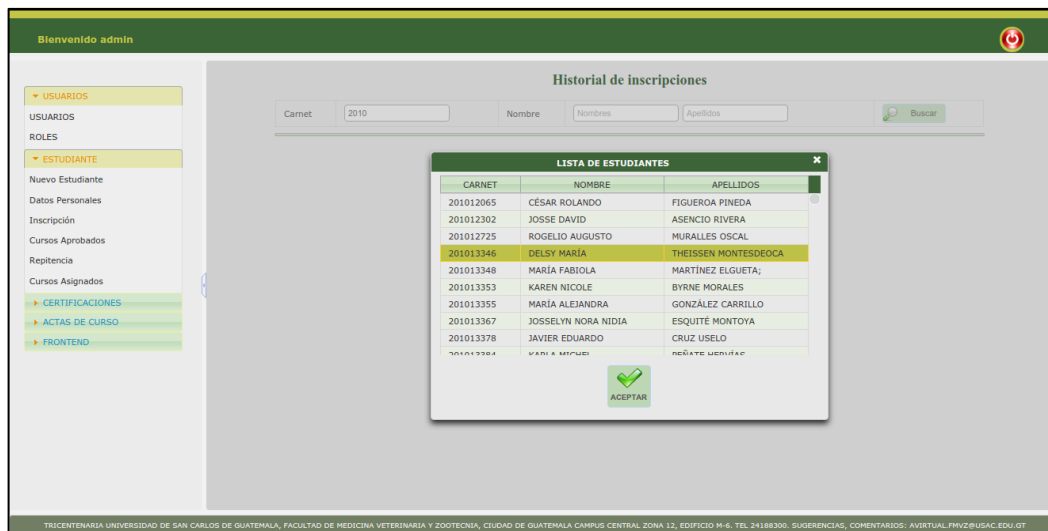 Bienvenido admin
Historial de inscripciones
USUARIOS
USUARIOS
ROLES
ESTUDIANTE
Nuevo Estudiante
Datos Personales
Inscripción
Cursos Aprobados
Repitencia
Cursos Asignados
CERTIFICACIONES
ACTAS DE CURSO
FRONTEND
Carnet 2010 Nombre Nombres Apellidos Buscar
LISTA DE ESTUDIANTES
CARNET NOMBRE APELLIDOS
201012065 CÉSAR ROLANDO FIGUEROA PINEDA
201012302 JOSSE DAVID ASENCIO RIVERA
201012725 ROGELIO AUGUSTO MURALLES OSCAL
201013346 DELSY MARÍA THEISSEN MONTESDEOCA
201013348 MARÍA FABIOLA MARTÍNEZ ELGUETA;
201013353 KAREN NICOLE BYRNE MORALES
201013355 MARÍA ALEJANDRA GONZÁLEZ CARRILLO
201013367 JOSSELYN NORA NIDIA ESQUITÉ MONTOYA
201013378 JAVIER EDUARDO CRUZ USELO
201013384 KARLA MICHEL PEÑATE HERVÍAS
ACEPTAR
TRICENTENARIA UNIVERSIDAD DE SAN CARLOS DE GUATEMALA, FACULTAD DE MEDICINA VETERINARIA Y ZOOTECNIA, CIUDAD DE GUATEMALA CAMPUS CENTRAL ZONA 12, EDIFICIO M-6. TEL 24188300. SUGERENCIAS, COMENTARIOS: AVIRTUAL.FMVZ@USAC.EDU.GT